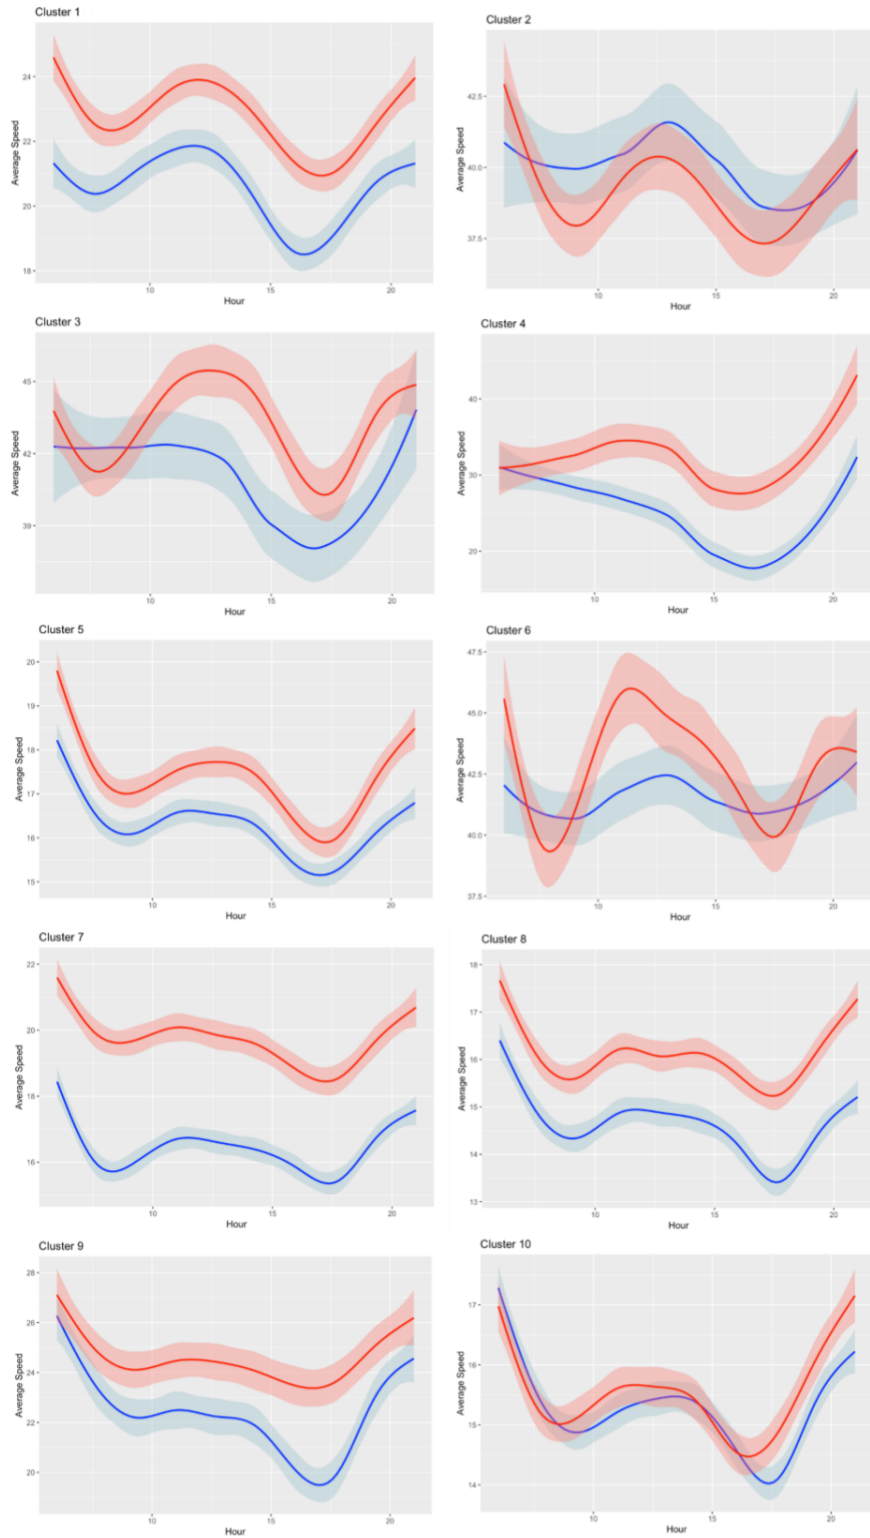 Cluster 1
Average Speed
24
22
20
18
10
15
20
Hour
Cluster 2
Average Speed
42.5
40.0
37.5
10
15
20
Hour
Cluster 3
Average Speed
45
42
39
10
15
20
Hour
Cluster 4
Average Speed
40
30
20
10
15
20
Hour
Cluster 5
Average Speed
20
19
18
17
16
15
10
15
20
Hour
Cluster 6
Average Speed
47.5
45.0
42.5
40.0
37.5
10
15
20
Hour
Cluster 7
Average Speed
22
20
18
16
10
15
20
Hour
Cluster 8
Average Speed
18
17
16
15
14
13
10
15
20
Hour
Cluster 9
Average Speed
28
26
24
22
20
10
15
20
Hour
Cluster 10
Average Speed
17
16
15
14
10
15
20
Hour